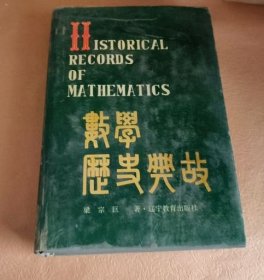 HISTORICAL
RECORDS
OF
MATHEMATICS
數學
歷史典故
梁宗巨 著·辽宁教育出版社